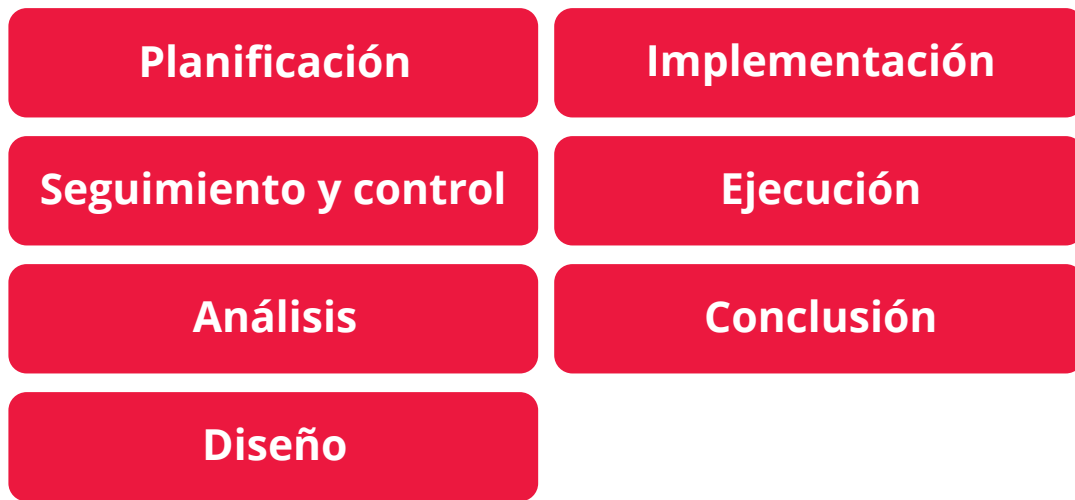 Planificación
Implementación
Seguimiento y control
Ejecución
Análisis
Conclusión
Diseño